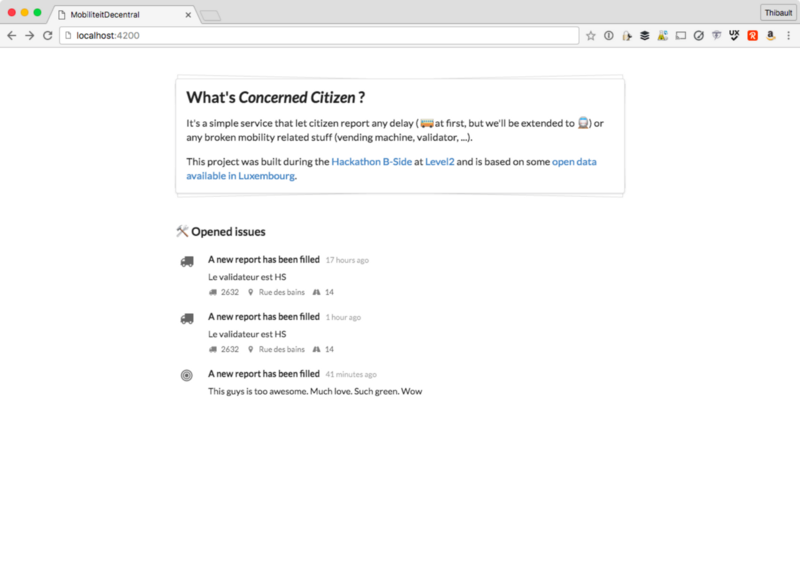 MobiliteitDecentral
Thibault
localhost:4200
What's Concerned Citizen ?
It's a simple service that let citizen report any delay ( at first, but we'll be extended to ) or
any broken mobility related stuff (vending machine, validator, ...).
This project was built during the Hackathon B-Side at Level2 and is based on some open data
available in Luxembourg.
Opened issues
A new report has been filled 17 hours ago
Le validateur est HS
2632 Rue des bains 14
A new report has been filled 1 hour ago
Le validateur est HS
2632 Rue des bains 14
A new report has been filled 41 minutes ago
This guys is too awesome. Much love. Such green. Wow